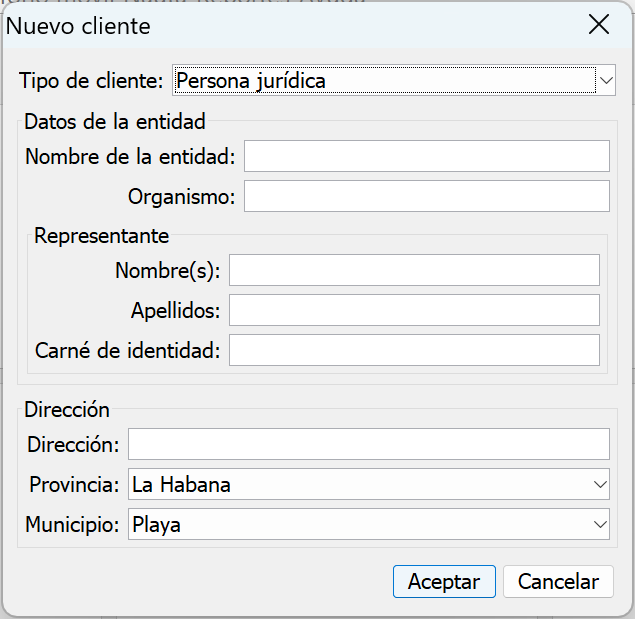 Nuevo cliente
Tipo de cliente: Persona jurídica
Datos de la entidad
Nombre de la entidad:
Organismo:
Representante
Nombre(s):
Apellidos:
Carné de identidad:
Dirección
Dirección:
Provincia: La Habana
Municipio: Playa
Aceptar Cancelar